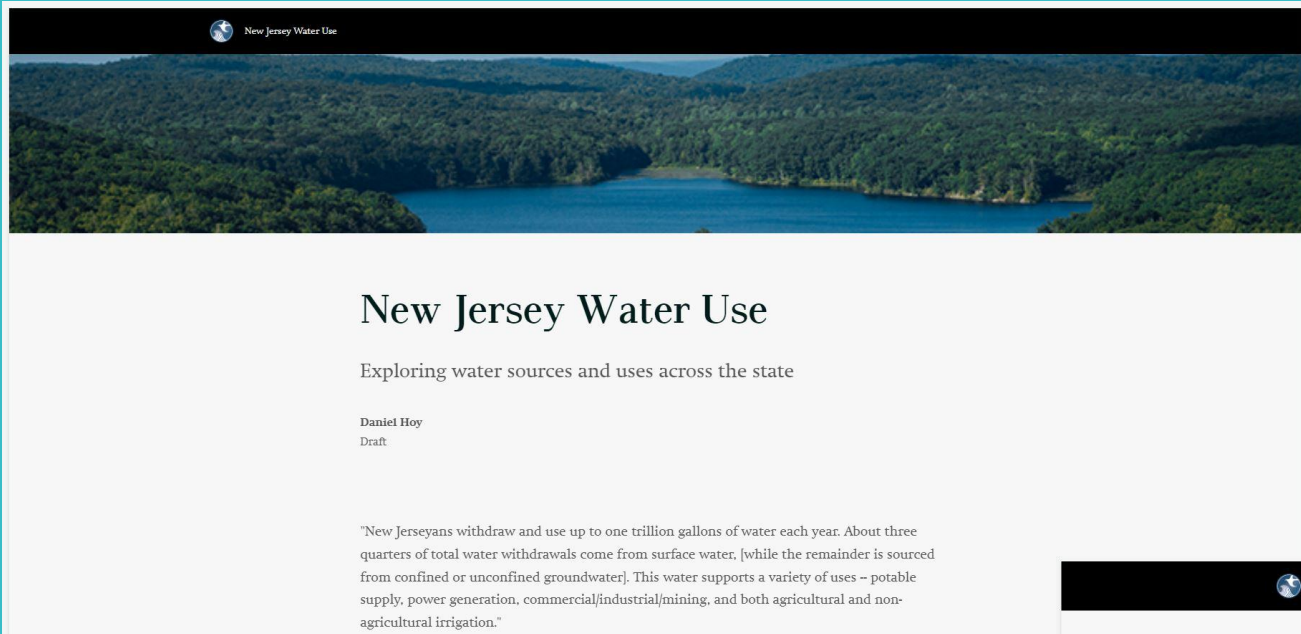 New Jersey Water Use
New Jersey Water Use
Exploring water sources and uses across the state
Daniel Hoy
Draft
"New Jerseyans withdraw and use up to one trillion gallons of water each year. About three
quarters of total water withdrawals come from surface water, [while the remainder is sourced
from confined or unconfined groundwater]. This water supports a variety of uses -- potable
supply, power generation, commercial/industrial/mining, and both agricultural and non-
agricultural irrigation."